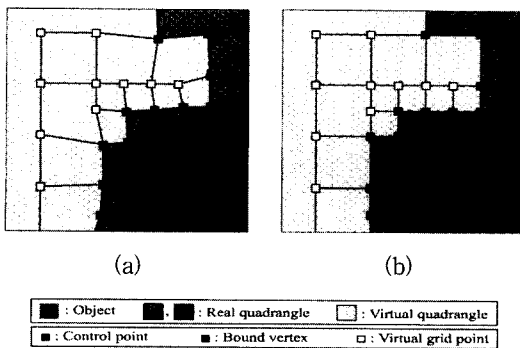 (a) (b)
: Object , : Real quadrangle : Virtual quadrangle
: Control point : Bound vertex : Virtual grid point